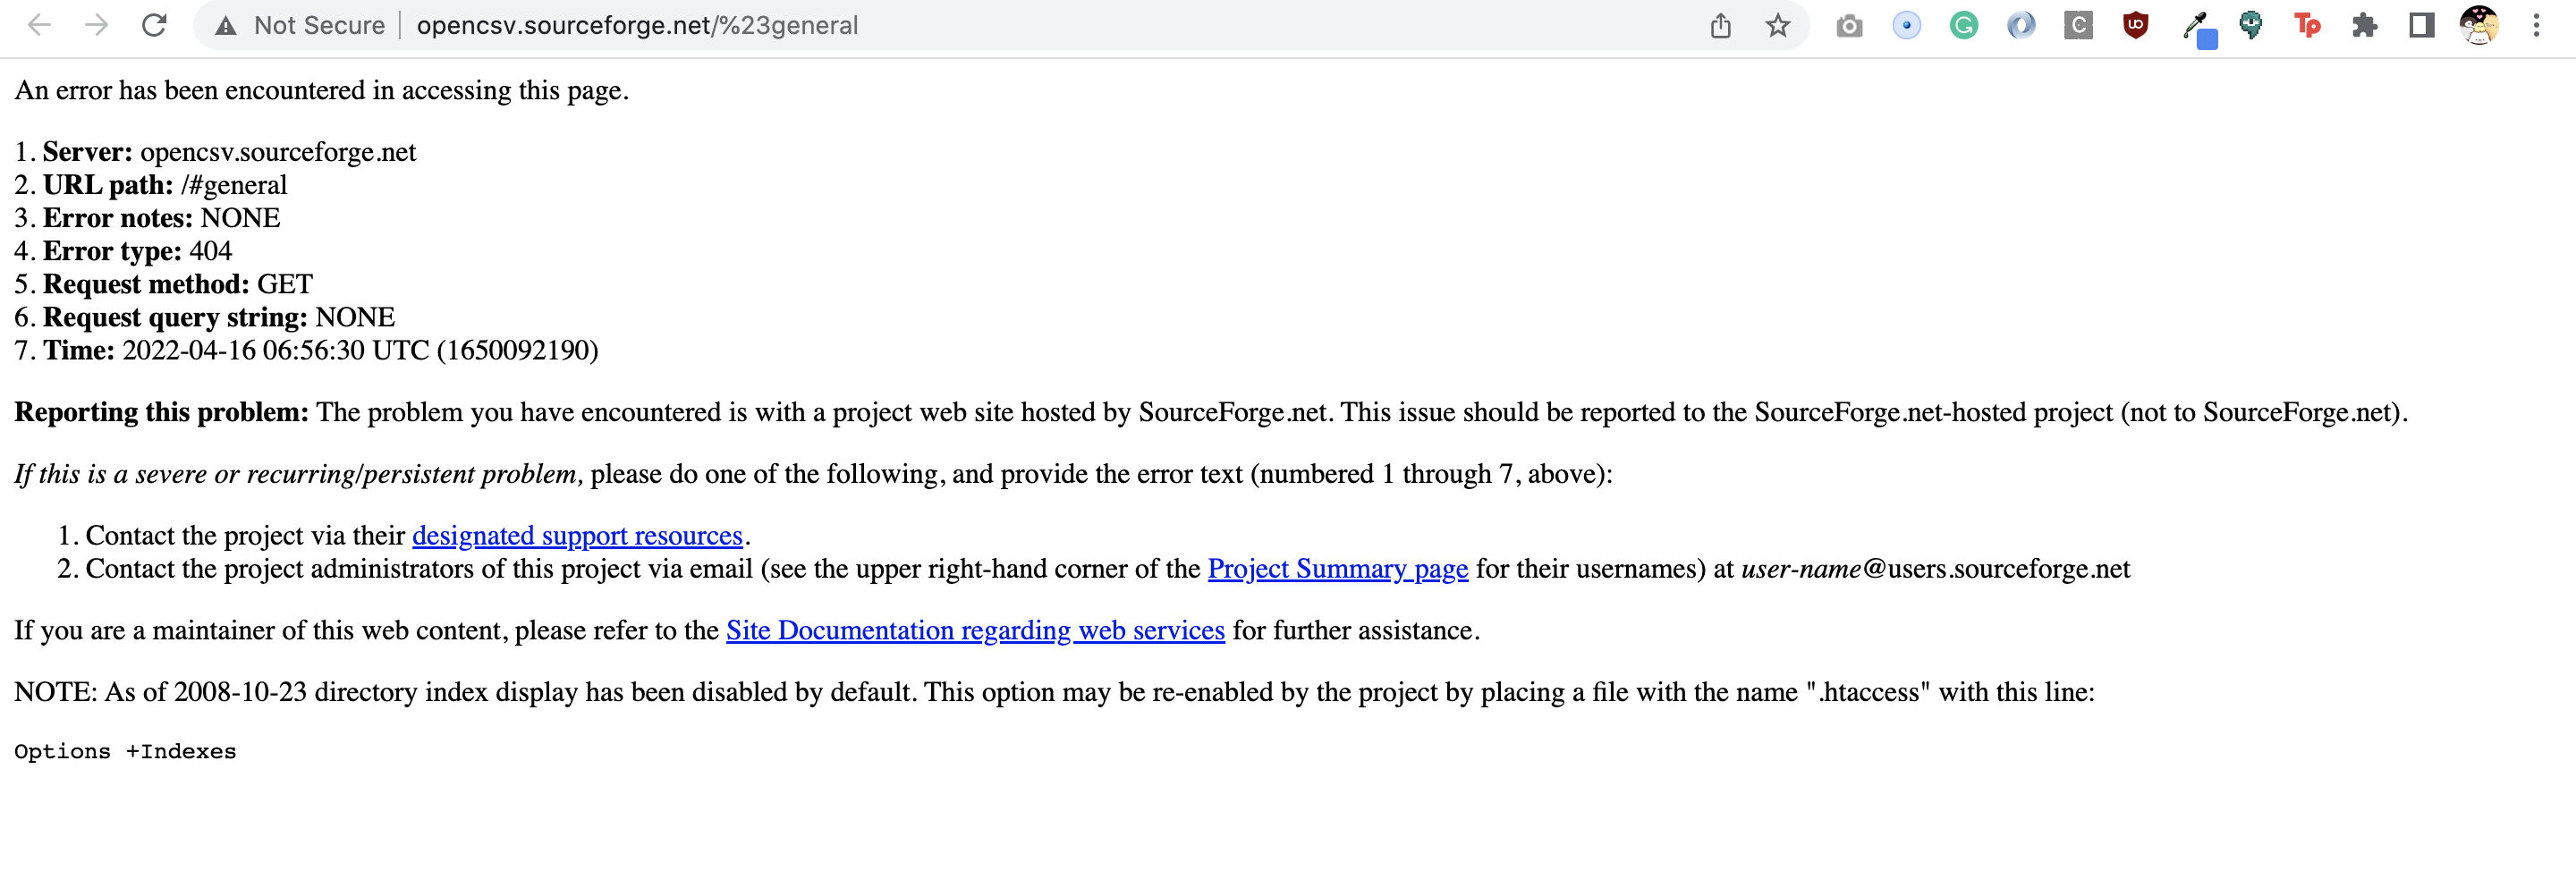 Not Secure | opencsv.sourceforge.net/%23general
An error has been encountered in accessing this page.
1. Server: opencsv.sourceforge.net
2. URL path: /#general
3. Error notes: NONE
4. Error type: 404
5. Request method: GET
6. Request query string: NONE
7. Time: 2022-04-16 06:56:30 UTC (1650092190)
Reporting this problem: The problem you have encountered is with a project web site hosted by SourceForge.net. This issue should be reported to the SourceForge.net-hosted project (not to SourceForge.net).
If this is a severe or recurring/persistent problem, please do one of the following, and provide the error text (numbered 1 through 7, above):
1. Contact the project via their designated support resources.
2. Contact the project administrators of this project via email (see the upper right-hand corner of the Project Summary page for their usernames) at user-name@users.sourceforge.net
If you are a maintainer of this web content, please refer to the Site Documentation regarding web services for further assistance.
NOTE: As of 2008-10-23 directory index display has been disabled by default. This option may be re-enabled by the project by placing a file with the name ".htaccess" with this line:
Options +Indexes